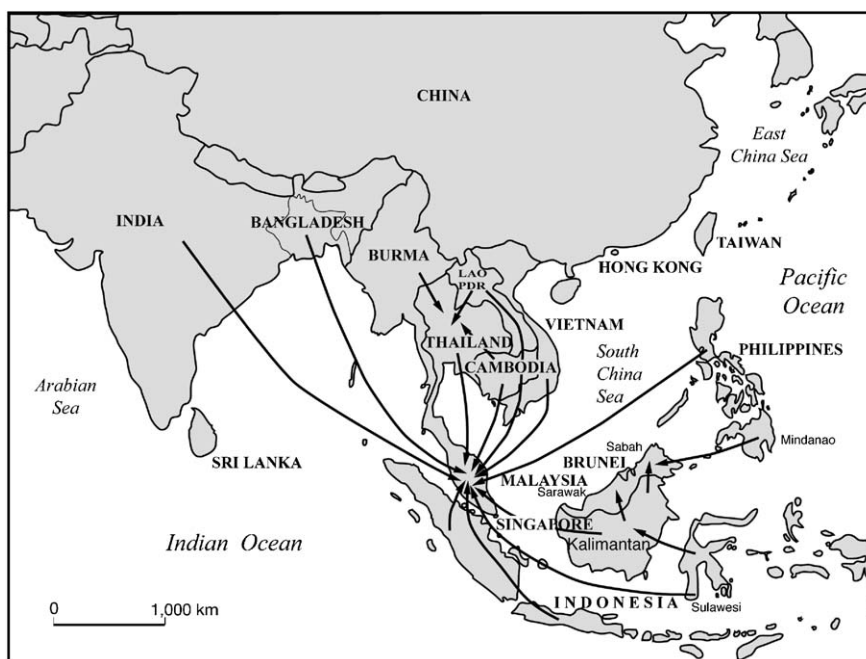 CHINA
East
China Sea
INDIA
BANGLADESH
BURMA
TAIWAN
HONG KONG
LAO
PDR
Pacific
Ocean
VIETNAM
THAILAND
South
China
Sea
PHILIPPINES
CAMBODIA
Arabian
Sea
Mindanao
Sabah
SRI LANKA
BRUNEI
MALAYSIA
Sarawak
SINGAPORE
Indian Ocean
Kalimantan
0
1,000 km
INDONESIA
Sulawesi